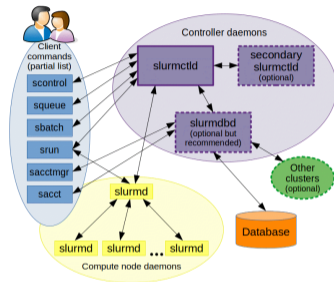 Client
commands
(partial list)
scontrol
squeue
sbatch
srun
sacctmgr
sacct
Controller daemons
slurmctld
secondary
slurmctld
(optional)
slurmdbd
(optional but
recommended)
Other
clusters
(optional)
Database
slurmd
slurmd
slurmd
...
slurmd
Compute node daemons